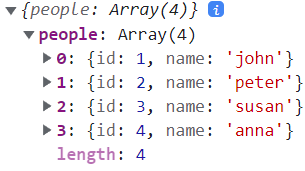 ▼ {people: Array(4)} i
▼ people: Array(4)
▶ 0: {id: 1, name: 'john'}
▶ 1: {id: 2, name: 'peter'}
▶ 2: {id: 3, name: 'susan'}
▶ 3: {id: 4, name: 'anna'}
length: 4